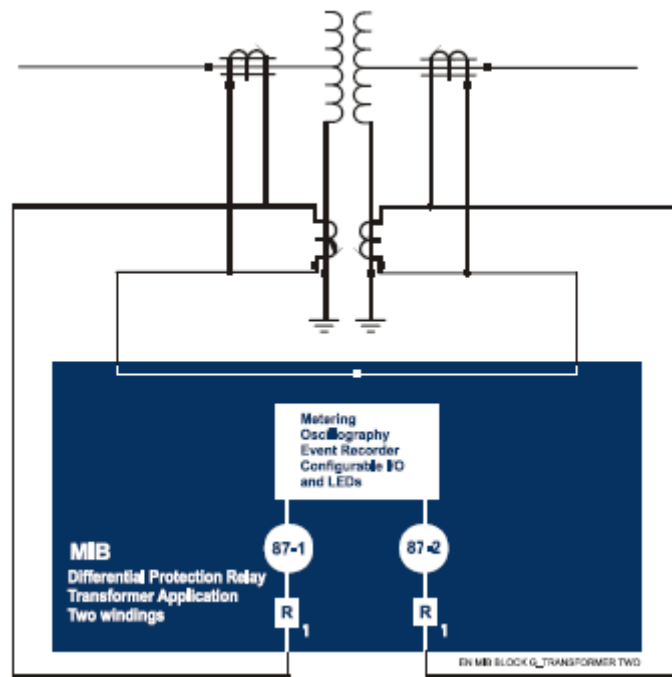 Metering
Oscillography
Event Recorder
Configurable I/O
and LEDs
87-1
87-2
MIB
Differential Protection Relay
Transformer Application
Two windings
R
1
R
1
EN MIB BLOCK G_TRANSFORMER TWO